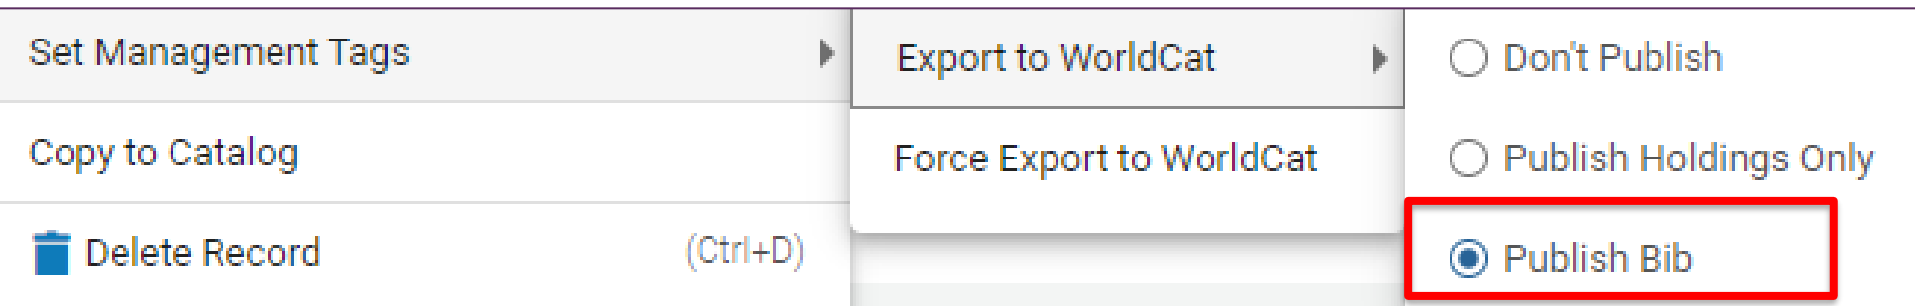 Set Management Tags
Copy to Catalog
Delete Record (Ctrl+D)
Export to WorldCat
Force Export to WorldCat
Don't Publish
Publish Holdings Only
Publish Bib